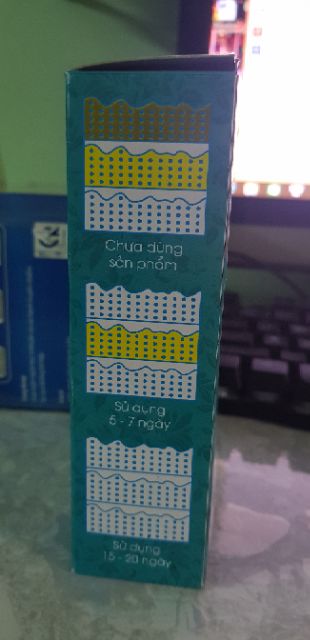 Chưa dùng
sản phẩm
Sử dụng
5 - 7 ngày
Sử dụng
15 - 20 ngày